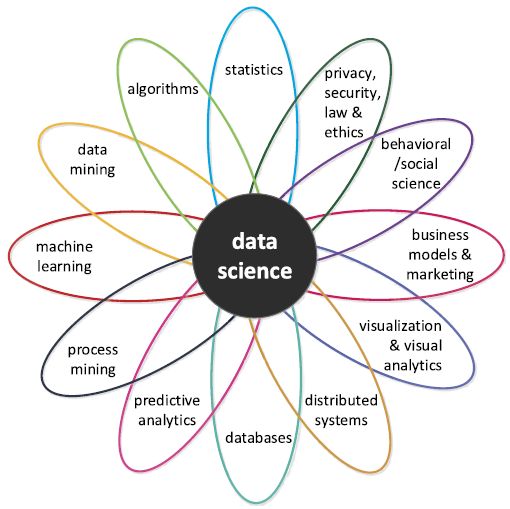 statistics
privacy,
security,
law &
ethics
behavioral
/social
science
business
models &
marketing
visualization
& visual
analytics
distributed
systems
databases
predictive
analytics
process
mining
machine
learning
data
mining
algorithms
data
science